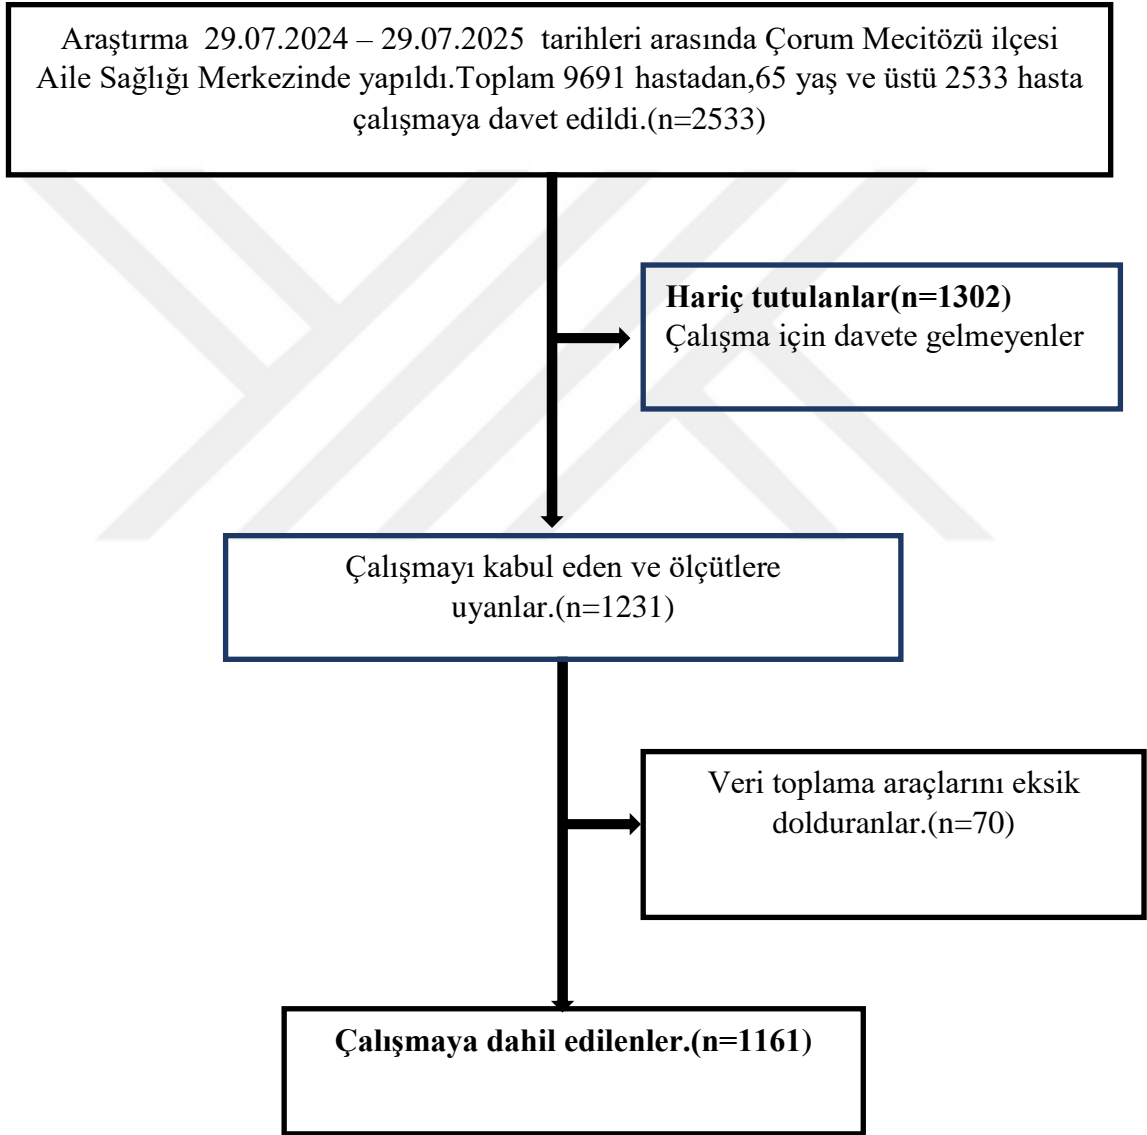 Araştırma  29.07.2024 – 29.07.2025  tarihleri arasında Çorum Mecitözü ilçesi
Aile Sağlığı Merkezinde yapıldı.Toplam 9691 hastadan,65 yaş ve üstü 2533 hasta
çalışmaya davet edildi.(n=2533)
Hariç tutulanlar(n=1302)
Çalışma için davete gelmeyenler
Çalışmayı kabul eden ve ölçütlere
uyanlar.(n=1231)
Veri toplama araçlarını eksik
dolduranlar.(n=70)
Çalışmaya dahil edilenler.(n=1161)